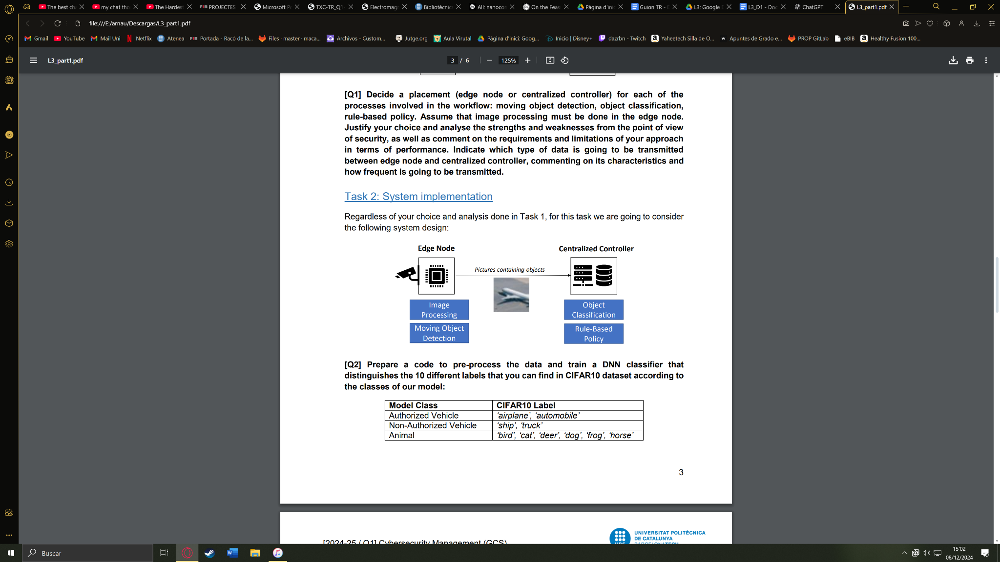 The best ch
my chat tho
The Hardest
FIB PROJECTES
Microsoft P
TXC-TR_Q1
Electromag
Bibliotècnic
All: nanocor
On the Feas
Pàgina d'ini
Guion TR - D
L3: Google D
L3_D1 - Doc
ChatGPT
L3_part1.pdf
file:///E:/arnau/Descargas/L3_part1.pdf
Gmail
YouTube
Mail Uni
Netflix
Atenea
FIB Portada - Racó de la...
Files · master · maca...
Archivos - Custom...
Jutge.org
Aula Virutal
Pàgina d'inici: Goog...
Inicio | Disney+
dazrbn - Twitch
Yaheetech Silla de O...
Apuntes de Grado e...
PROP GitLab
eBIB
Healthy Fusion 100...
L3_part1.pdf
3 / 6
125%
[Q1] Decide a placement (edge node or centralized controller) for each of the
processes involved in the workflow: moving object detection, object classification,
rule-based policy. Assume that image processing must be done in the edge node.
Justify your choice and analyse the strengths and weaknesses from the point of view
of security, as well as comment on the requirements and limitations of your approach
in terms of performance. Indicate which type of data is going to be transmitted
between edge node and centralized controller, commenting on its characteristics and
how frequent is going to be transmitted.
Task 2: System implementation
Regardless of your choice and analysis done in Task 1, for this task we are going to consider
the following system design:
Edge Node
Centralized Controller
Pictures containing objects
Image
Processing
Moving Object
Detection
Object
Classification
Rule-Based
Policy
[Q2] Prepare a code to pre-process the data and train a DNN classifier that
distinguishes the 10 different labels that you can find in CIFAR10 dataset according to
the classes of our model:
Model Class CIFAR10 Label
Authorized Vehicle 'airplane', 'automobile'
Non-Authorized Vehicle 'ship', 'truck'
Animal 'bird', 'cat', 'deer', 'dog', 'frog', 'horse'
3
[2024-25 / Q1] Cybersecurity Management (GCS)
UNIVERSITAT POLITÈCNICA
DE CATALUNYA
BARCELONATECH
Buscar
15:02
08/12/2024